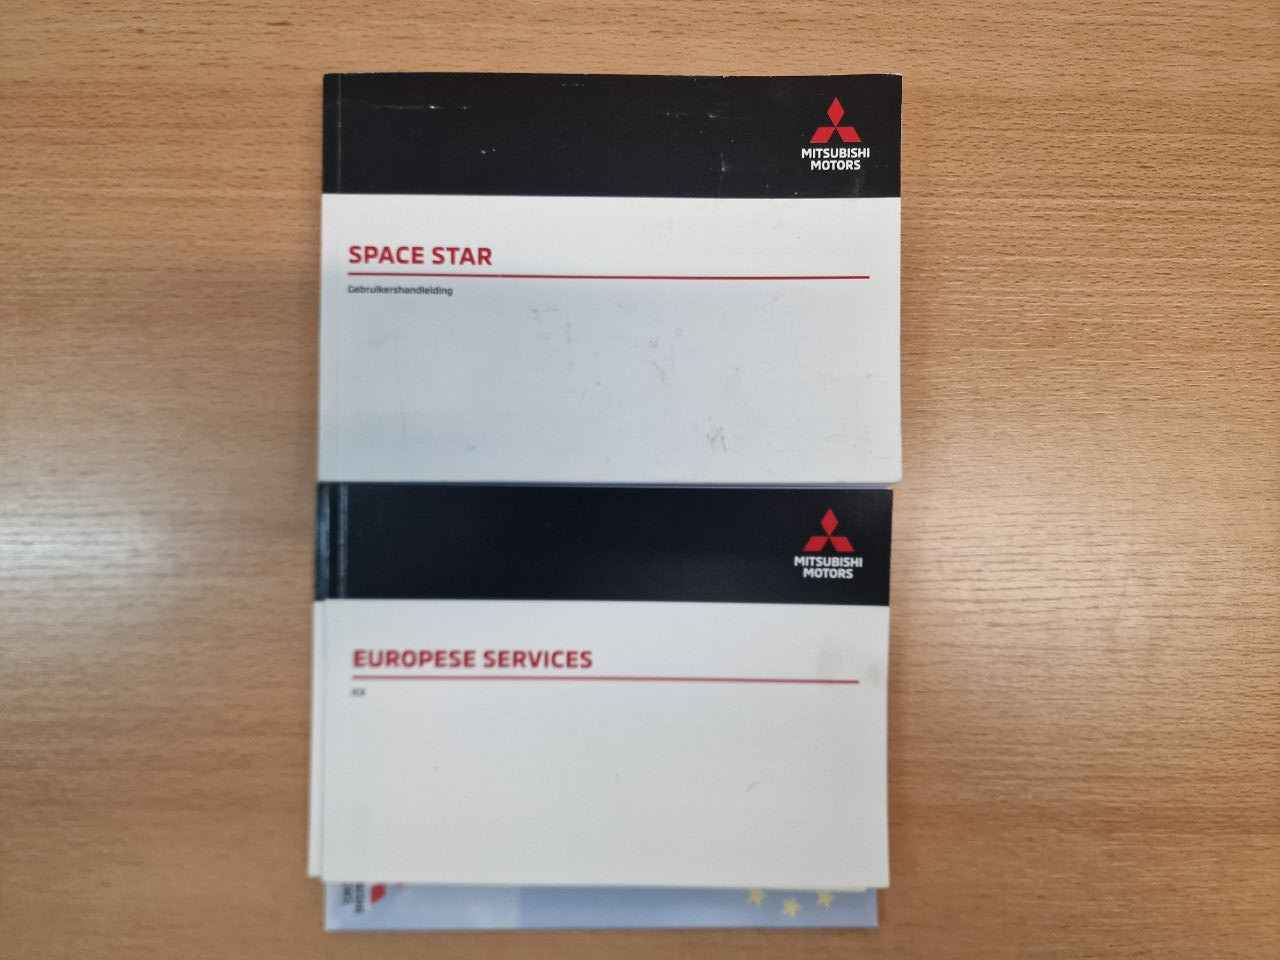 MITSUBISHI
MOTORS
SPACE STAR
Gebruikershandleiding
MITSUBISHI
MOTORS
EUROPESE SERVICES